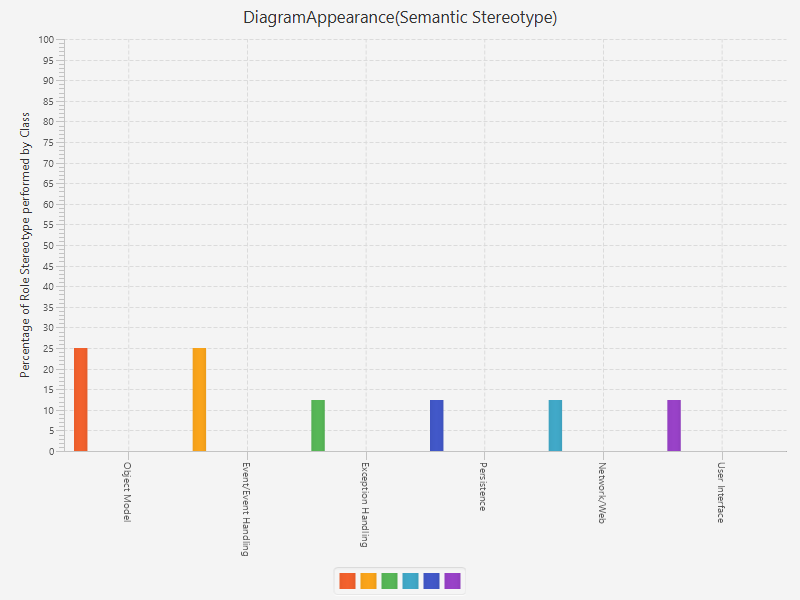 DiagramAppearance(Semantic Stereotype)
Percentage of Role Stereotype performed by Class
100
95
90
85
80
75
70
65
60
55
50
45
40
35
30
25
20
15
10
5
0
Object Model
Event/Event Handling
Exception Handling
Persistence
Network/Web
User Interface